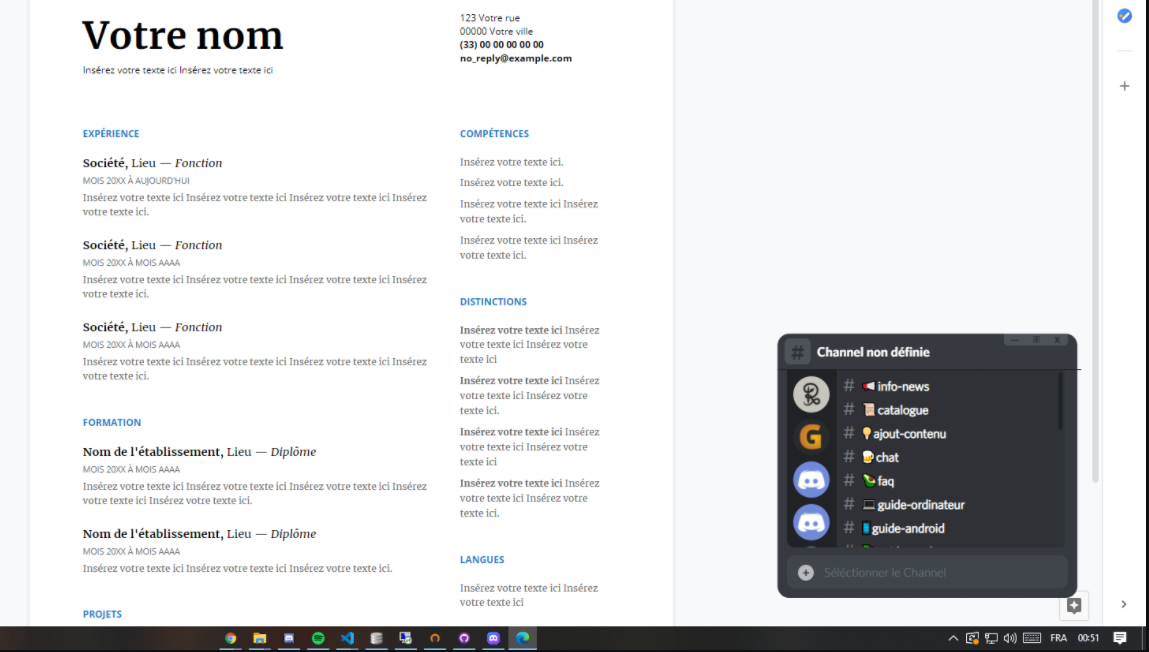 Votre nom
Insérez votre texte ici Insérez votre texte ici
123 Votre rue
00000 Votre ville
(33) 00 00 00 00 00
no_reply@example.com
EXPÉRIENCE
Société, Lieu — Fonction
MOIS 20XX À AUJOURD'HUI
Insérez votre texte ici Insérez votre texte ici Insérez votre texte ici Insérez
votre texte ici.
Société, Lieu — Fonction
MOIS 20XX À MOIS AAAA
Insérez votre texte ici Insérez votre texte ici Insérez votre texte ici Insérez
votre texte ici.
Société, Lieu — Fonction
MOIS 20XX À MOIS AAAA
Insérez votre texte ici Insérez votre texte ici Insérez votre texte ici Insérez
votre texte ici.
FORMATION
Nom de l'établissement, Lieu — Diplôme
MOIS 20XX À MOIS AAAA
Insérez votre texte ici Insérez votre texte ici Insérez votre texte ici Insérez
votre texte ici Insérez votre texte ici.
Nom de l'établissement, Lieu — Diplôme
MOIS 20XX À MOIS AAAA
Insérez votre texte ici Insérez votre texte ici Insérez votre texte ici.
PROJETS
COMPÉTENCES
Insérez votre texte ici.
Insérez votre texte ici.
Insérez votre texte ici Insérez
votre texte ici.
Insérez votre texte ici Insérez
votre texte ici.
DISTINCTIONS
Insérez votre texte ici Insérez
votre texte ici Insérez votre
texte ici
Insérez votre texte ici Insérez
votre texte ici Insérez votre
texte ici.
Insérez votre texte ici Insérez
votre texte ici Insérez votre
texte ici
Insérez votre texte ici Insérez
votre texte ici Insérez votre
texte ici.
LANGUES
Insérez votre texte ici Insérez
votre texte ici
# Channel non définie
# info-news
# catalogue
# ajout-contenu
# chat
# faq
# guide-ordinateur
# guide-android
G
Séléctionner le Channel
FRA 00:51